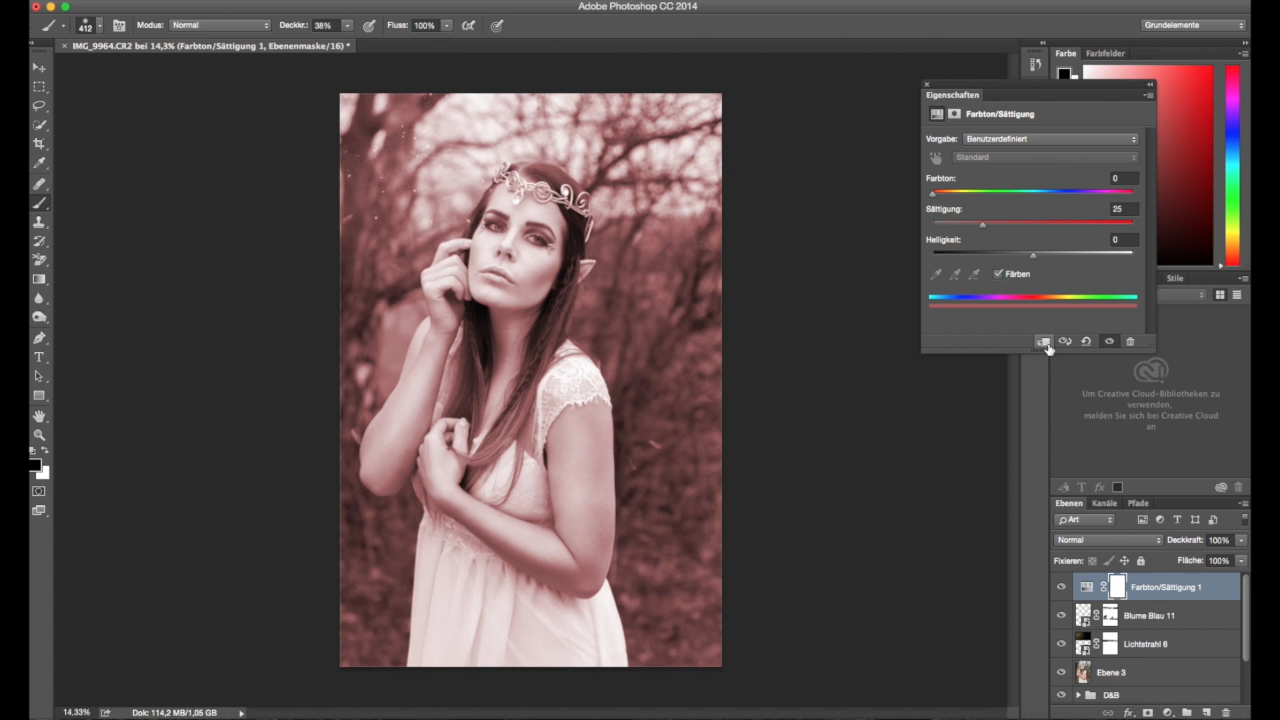 Adobe Photoshop CC 2014
412 Modus: Normal Deckkr.: 38% Fluss: 100% Grundelemente
IMG_9964.CR2 bei 14,3% (Farbton/Sättigung 1, Ebenenmaske/16) *
Farbe Farbfelder
Eigenschaften
Farbton/Sättigung
Vorgabe: Benutzerdefiniert
Standard
Farbton: 0
Sättigung: 25
Helligkeit: 0
Färben
Stile
Um Creative Cloud-Bibliotheken zu
verwenden,
melden Sie sich bei Creative Cloud
an
Ebenen Kanäle Pfade
Art
Normal Deckkraft: 100%
Fixieren: Fläche: 100%
Farbton/Sättigung 1
Blume Blau 11
Lichtstrahl 6
Ebene 3
D&B
14,33% Dok: 114,2 MB/1,05 GB